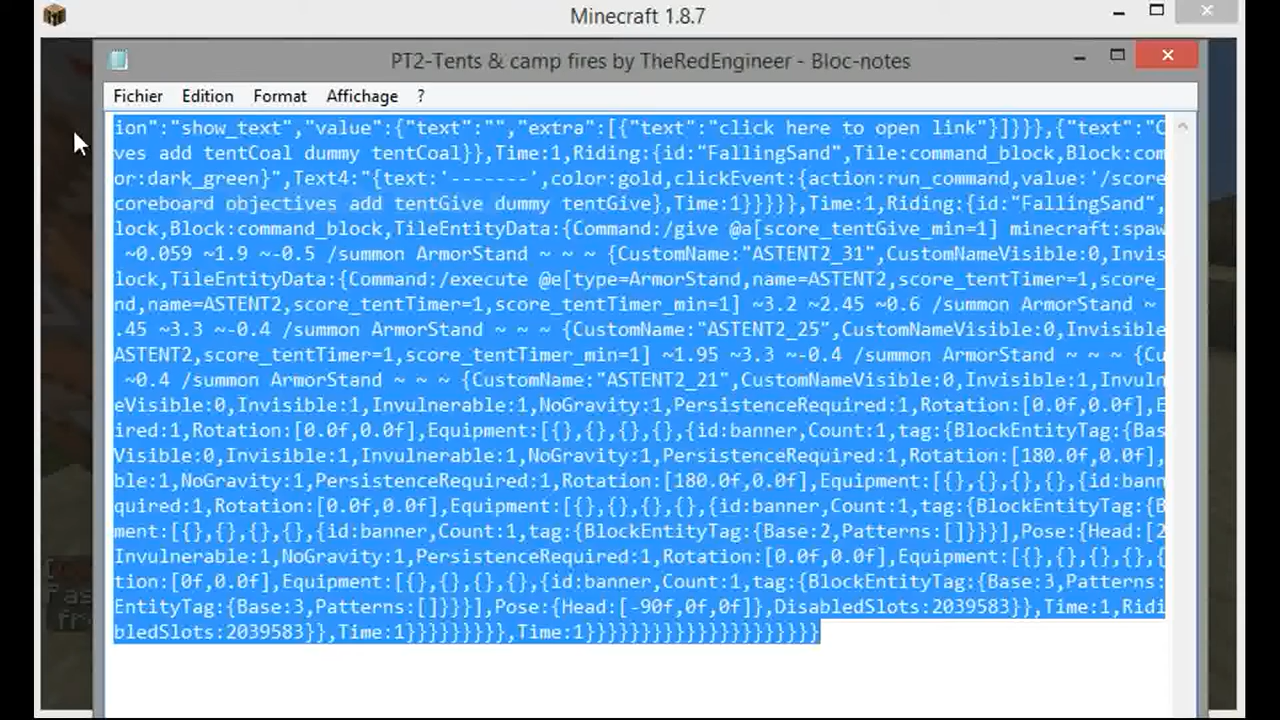 Minecraft 1.8.7
PT2-Tents & camp fires by TheRedEngineer - Bloc-notes
Fichier Edition Format Affichage ?
ion":"show_text","value":{"text":"","extra":[{"text":"click here to open link"}]}}},{"text":"C
ves add tentCoal dummy tentCoal}},Time:1,Riding:{id:"FallingSand",Tile:command_block,Block:com
or:dark_green}",Text4:"{text:'-------',color:gold,clickEvent:{action:run_command,value:'/score
coreboard objectives add tentGive dummy tentGive},Time:1}}}}},Time:1,Riding:{id:"FallingSand",
lock,Block:command_block,TileEntityData:{Command:/give @a[score_tentGive_min=1] minecraft:spaw
~0.059 ~1.9 ~-0.5 /summon ArmorStand ~ ~ ~ {CustomName:"ASTENT2_31",CustomNameVisible:0,Invis
lock,TileEntityData:{Command:/execute @e[type=ArmorStand,name=ASTENT2,score_tentTimer=1,score_
nd,name=ASTENT2,score_tentTimer=1,score_tentTimer_min=1] ~3.2 ~2.45 ~0.6 /summon ArmorStand ~
.45 ~3.3 ~-0.4 /summon ArmorStand ~ ~ ~ {CustomName:"ASTENT2_25",CustomNameVisible:0,Invisible
ASTENT2,score_tentTimer=1,score_tentTimer_min=1] ~1.95 ~3.3 ~-0.4 /summon ArmorStand ~ ~ ~ {Cu
~0.4 /summon ArmorStand ~ ~ ~ {CustomName:"ASTENT2_21",CustomNameVisible:0,Invisible:1,Invuln
eVisible:0,Invisible:1,Invulnerable:1,NoGravity:1,PersistenceRequired:1,Rotation:[0.0f,0.0f],E
ired:1,Rotation:[0.0f,0.0f],Equipment:[{},{},{},{},{id:banner,Count:1,tag:{BlockEntityTag:{Bas
Visible:0,Invisible:1,Invulnerable:1,NoGravity:1,PersistenceRequired:1,Rotation:[180.0f,0.0f],
ble:1,NoGravity:1,PersistenceRequired:1,Rotation:[180.0f,0.0f],Equipment:[{},{},{},{},{id:bann
quired:1,Rotation:[0.0f,0.0f],Equipment:[{},{},{},{},{id:banner,Count:1,tag:{BlockEntityTag:{B
ment:[{},{},{},{},{id:banner,Count:1,tag:{BlockEntityTag:{Base:2,Patterns:[]}}}],Pose:{Head:[2
Invulnerable:1,NoGravity:1,PersistenceRequired:1,Rotation:[0.0f,0.0f],Equipment:[{},{},{},{},{
tion:[0f,0.0f],Equipment:[{},{},{},{},{id:banner,Count:1,tag:{BlockEntityTag:{Base:3,Patterns:
EntityTag:{Base:3,Patterns:[]}}}],Pose:{Head:[-90f,0f,0f]},DisabledSlots:2039583}},Time:1,Ridi
bledSlots:2039583}},Time:1}}}}}}}}},Time:1}}}}}}}}}}}}}}}}}}}}}